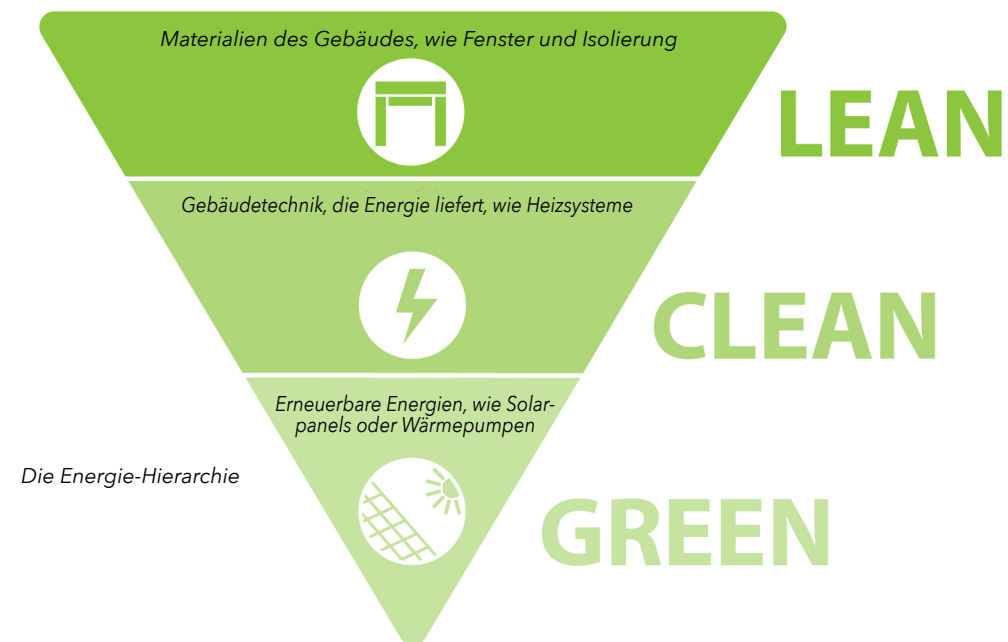 Materialien des Gebäudes, wie Fenster und Isolierung
LEAN
Gebäudetechnik, die Energie liefert, wie Heizsysteme
CLEAN
Erneuerbare Energien, wie Solar-
panels oder Wärmepumpen
Die Energie-Hierarchie
GREEN